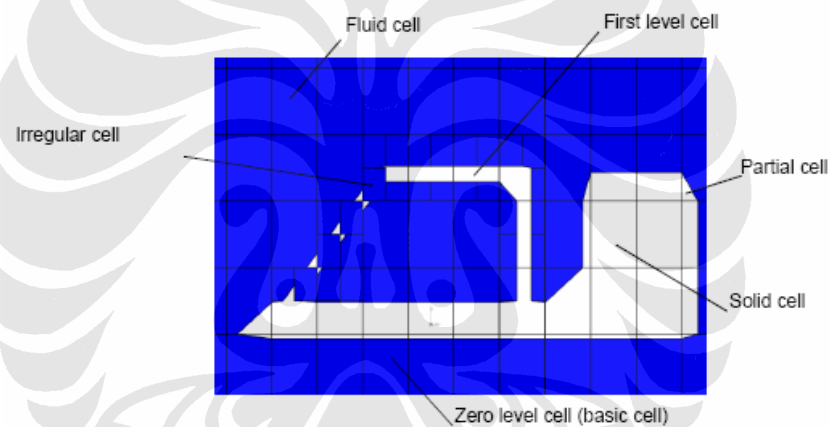 Fluid cell
First level cell
Irregular cell
Partial cell
Solid cell
Zero level cell (basic cell)